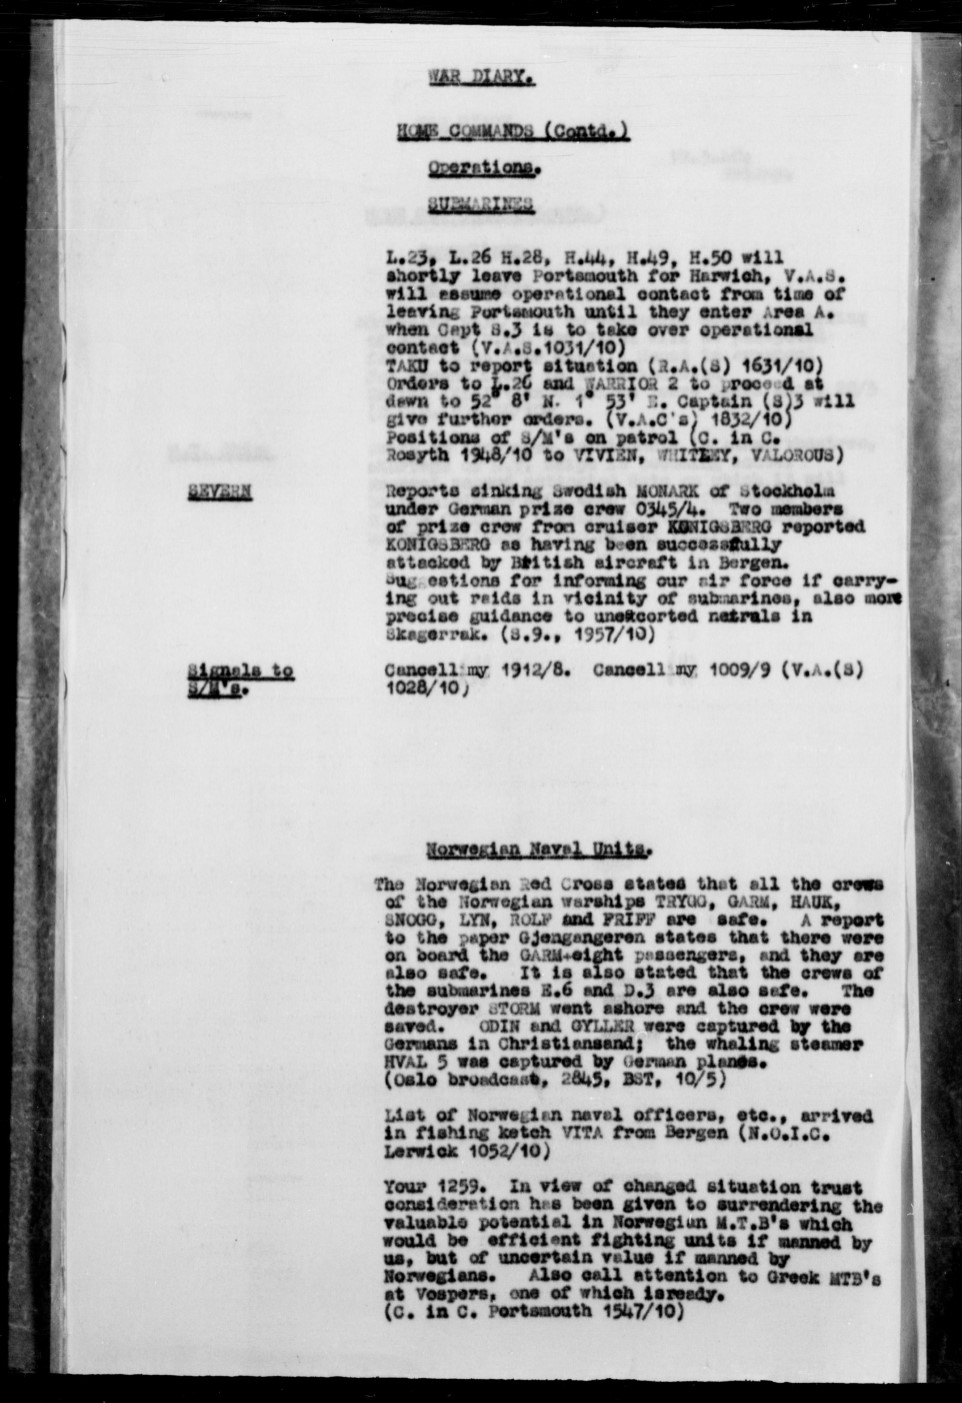 WAR DIARY.
HOME COMMANDS (Contd.)
Operations.
SUBMARINES
L.23, L.26 H.28, H.44, H.49, H.50 will
shortly leave Portsmouth for Harwich, V.A.S.
will assume operational contact from time of
leaving Portsmouth until they enter Area A.
when Capt S.3 is to take over operational
contact (V.A.S.1031/10)
TAKU to report situation (R.A.(S) 1631/10)
Orders to L.26 and WARRIOR 2 to proceed at
dawn to 52° 8' N. 1° 53' E. Captain (S)3 will
give further orders. (V.A.C's) 1832/10)
Positions of S/M's on patrol (C. in C.
Rosyth 1948/10 to VIVIEN, WHITLEY, VALOROUS)
SEVERN
Reports sinking Swedish MONARK of Stockholm
under German prize crew 0345/4. Two members
of prize crew from cruiser KONIGSBERG reported
KONIGSBERG as having been successfully
attacked by British aircraft in Bergen.
Sug estions for informing our air force if carry-
ing out raids in vicinity of submarines, also more
precise guidance to unescorted netrals in
Skagerrak. (S.9., 1957/10)
Signals to
S/M's.
Cancell my 1912/8. Cancell my 1009/9 (V.A.(S)
1028/10)
Norwegian Naval Units.
The Norwegian Red Cross states that all the crews
of the Norwegian warships TRYGG, GARM, HAUK,
SNOGG, LYN, ROLF and FRIFF are safe. A report
to the paper Gjengangeren states that there were
on board the GARM eight passengers, and they are
also safe. It is also stated that the crews of
the submarines E.6 and D.3 are also safe. The
destroyer STORM went ashore and the crew were
saved. ODIN and GYLLER were captured by the
Germans in Christiansand; the whaling steamer
HVAL 5 was captured by German planes.
(Oslo broadcast, 2845, BST, 10/5)
List of Norwegian naval officers, etc., arrived
in fishing ketch VITA from Bergen (N.O.I.C.
Lerwick 1052/10)
Your 1259. In view of changed situation trust
consideration has been given to surrendering the
valuable potential in Norwegian M.T.B's which
would be efficient fighting units if manned by
us, but of uncertain value if manned by
Norwegians. Also call attention to Greek MTB's
at Vospers, one of which isready.
(C. in C. Portsmouth 1547/10)